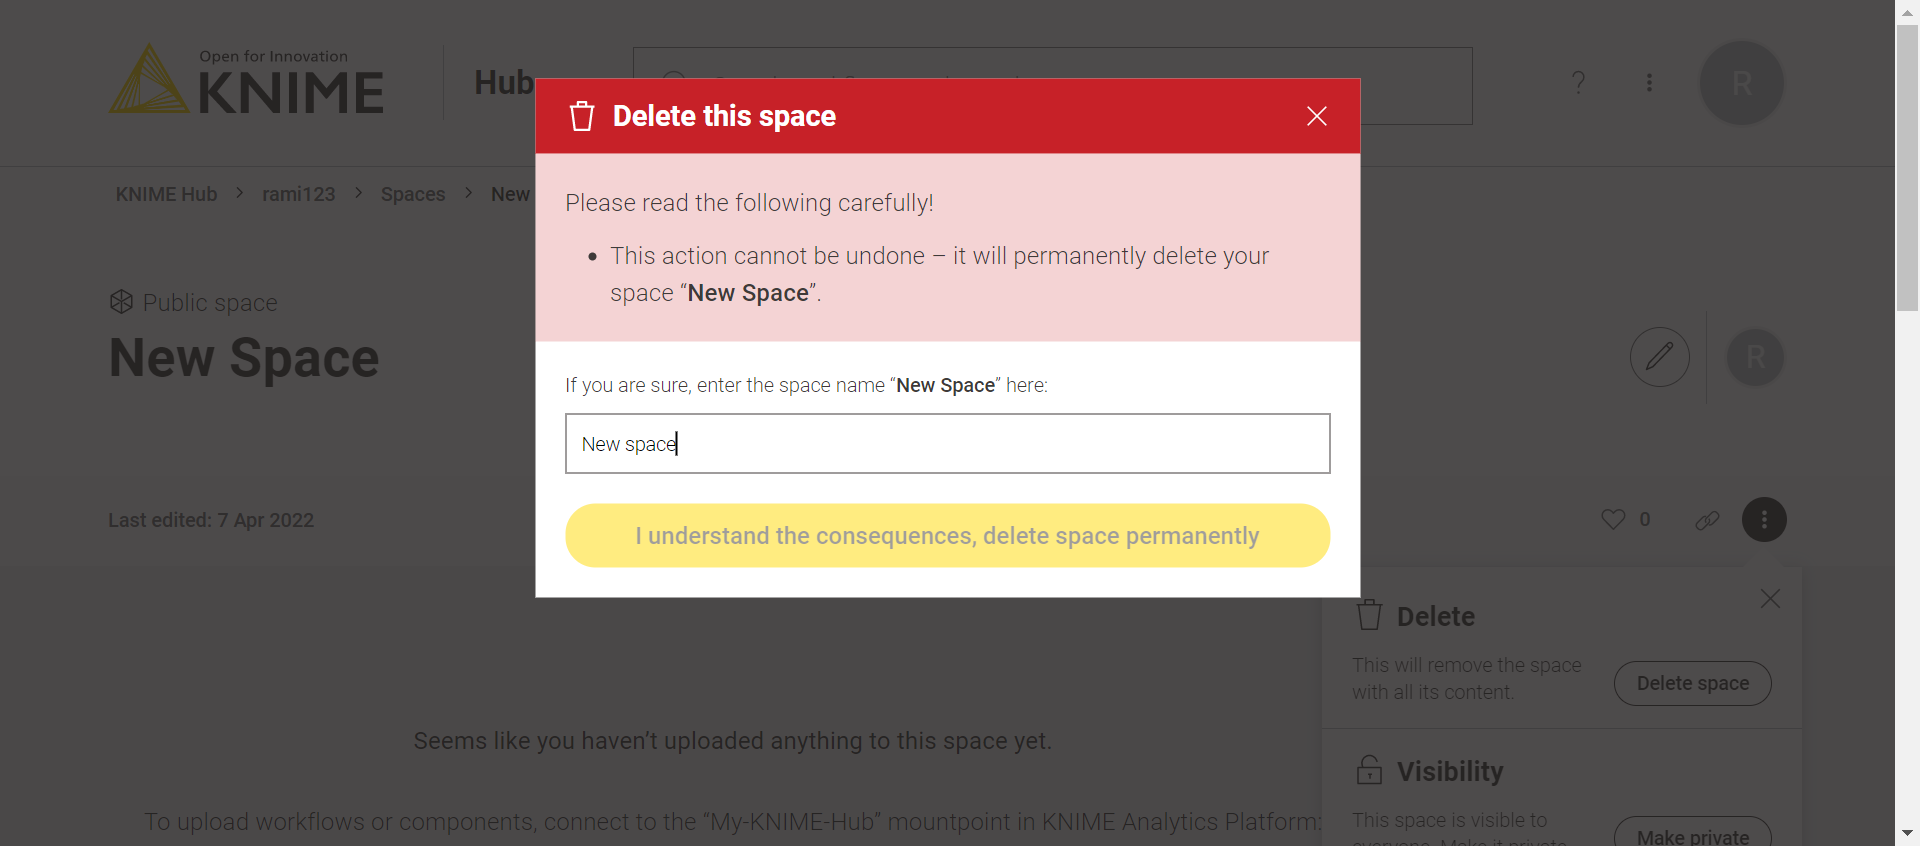 Open for Innovation
KNIME
Hub
?
R
Delete this space
KNIME Hub > rami123 > Spaces > New
Please read the following carefully!
• This action cannot be undone – it will permanently delete your
space “New Space”.
Public space
New Space
R
If you are sure, enter the space name “New Space” here:
New space
I understand the consequences, delete space permanently
Last edited: 7 Apr 2022
0
Delete
This will remove the space
with all its content.
Delete space
Seems like you haven’t uploaded anything to this space yet.
Visibility
To upload workflows or components, connect to the “My-KNIME-Hub” mountpoint in KNIME Analytics Platform:
This space is visible to
Make private